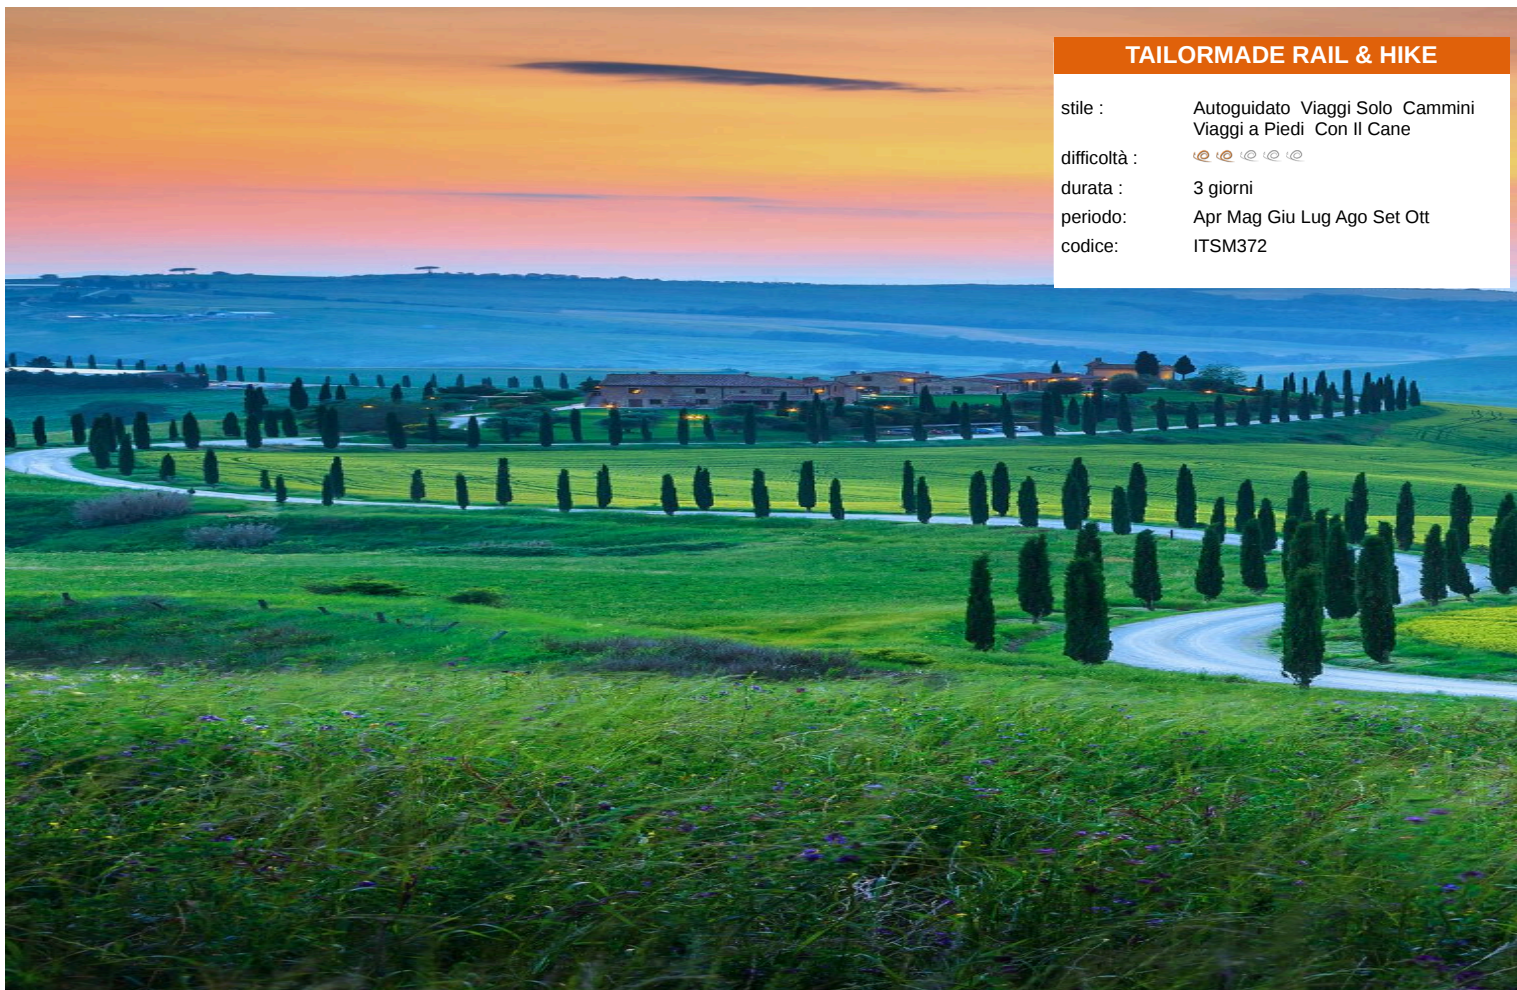 TAILORMADE RAIL & HIKE
stile : Autoguidato Viaggi Solo Cammini
Viaggi a Piedi Con Il Cane
difficoltà :
durata : 3 giorni
periodo: Apr Mag Giu Lug Ago Set Ott
codice: ITSM372